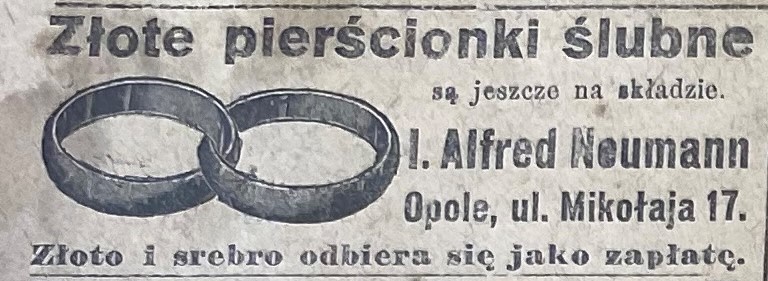 Złote pierścionki ślubne
są jeszcze na składzie.
I. Alfred Neumann
Opole, ul. Mikołaja 17.
Złoto i srebro odbiera się jako zapłatę.